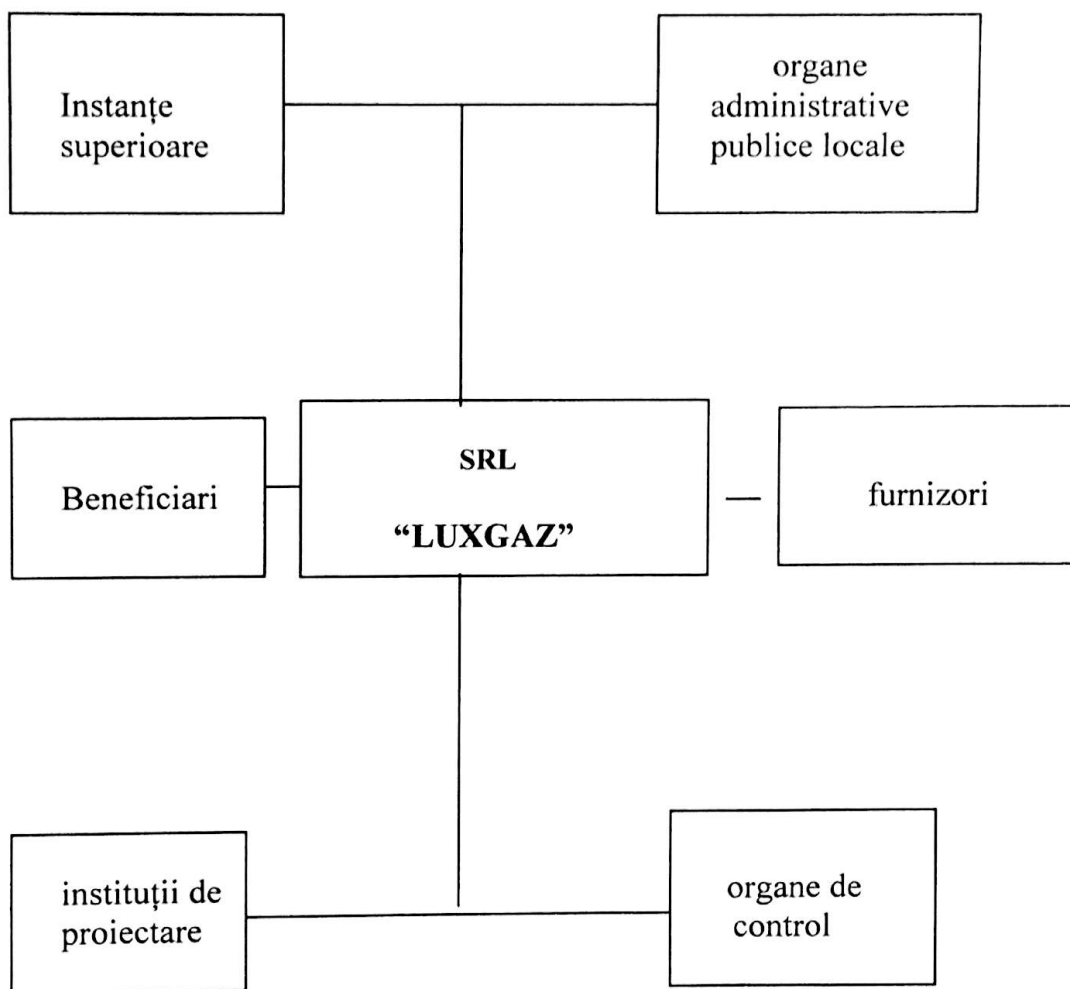 Instanțe
superioare
organe
administrative
publice locale
Beneficiari
SRL
“LUXGAZ”
furnizori
instituții de
proiectare
organe de
control